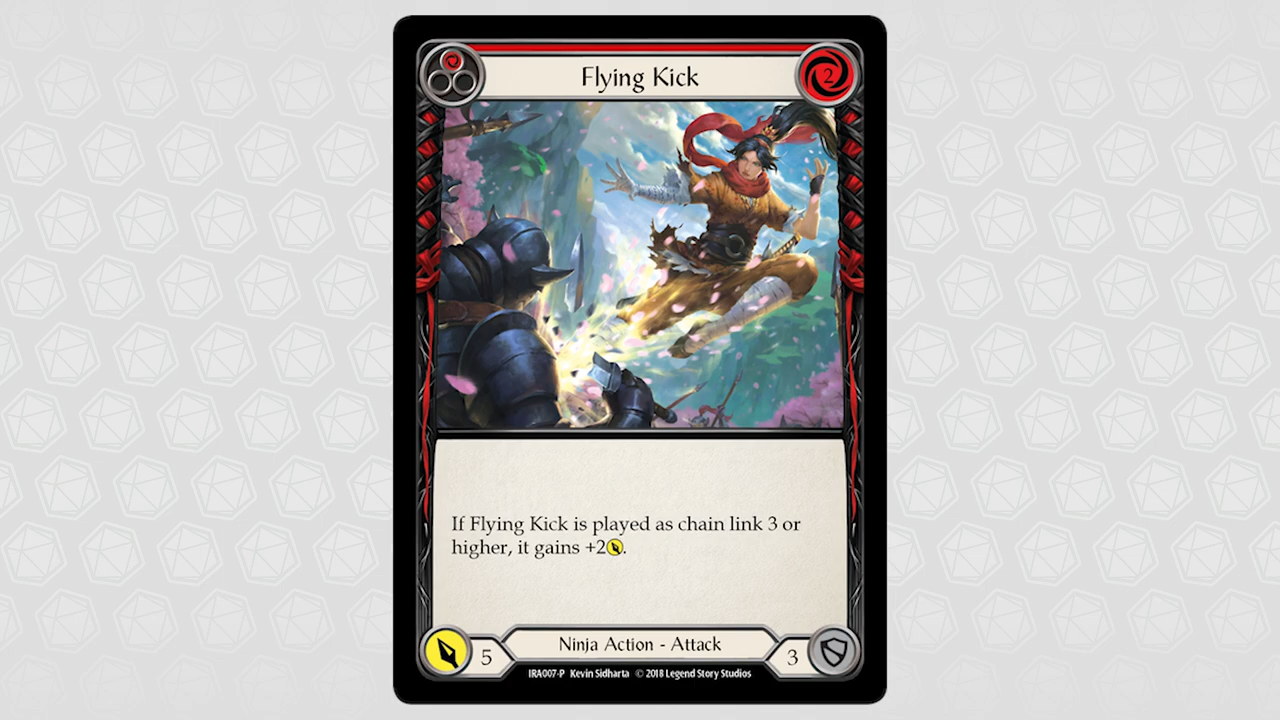 Flying Kick
2
If Flying Kick is played as chain link 3 or
higher, it gains +2.
5
Ninja Action - Attack
3
IRA007-P Kevin Sidharta © 2018 Legend Story Studios